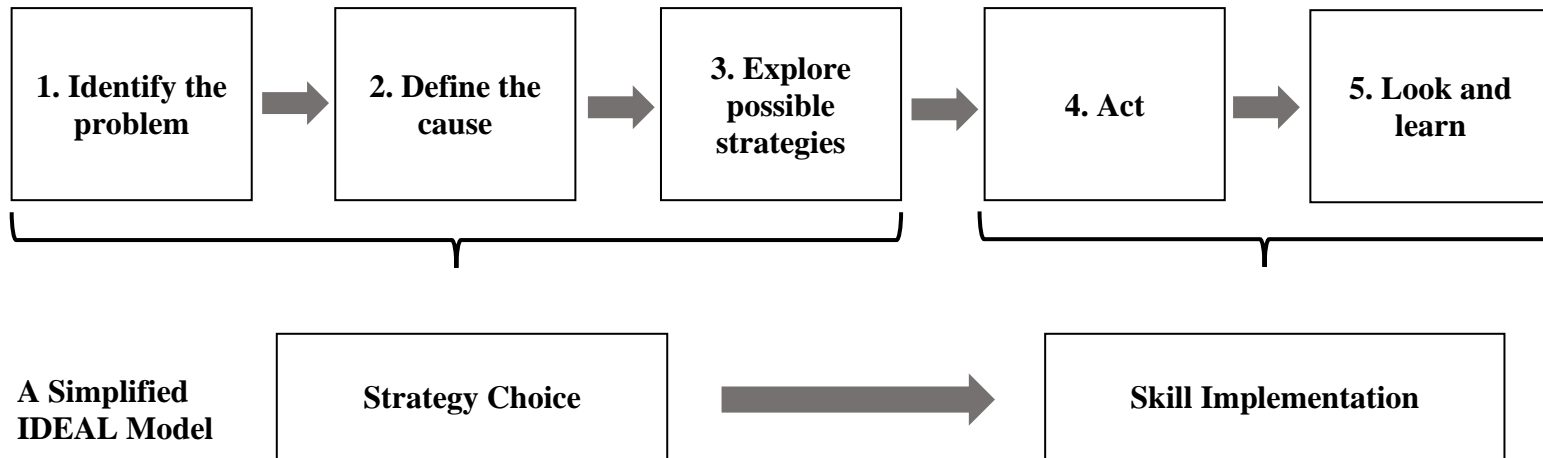 1. Identify the
problem
2. Define the
cause
3. Explore
possible
strategies
4. Act
5. Look and
learn
A Simplified
IDEAL Model
Strategy Choice
Skill Implementation